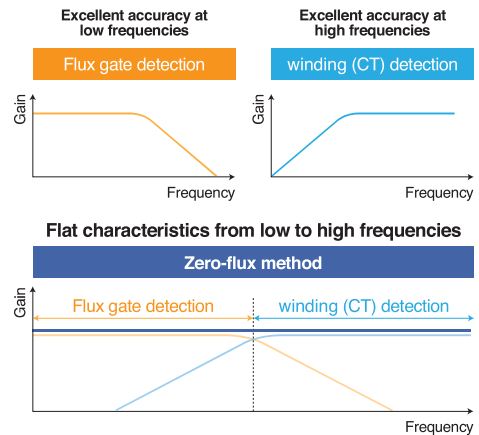 Excellent accuracy at
low frequencies
Flux gate detection
Gain
Frequency
Excellent accuracy at
high frequencies
winding (CT) detection
Gain
Frequency
Flat characteristics from low to high frequencies
Zero-flux method
Gain
Flux gate detection
winding (CT) detection
Frequency